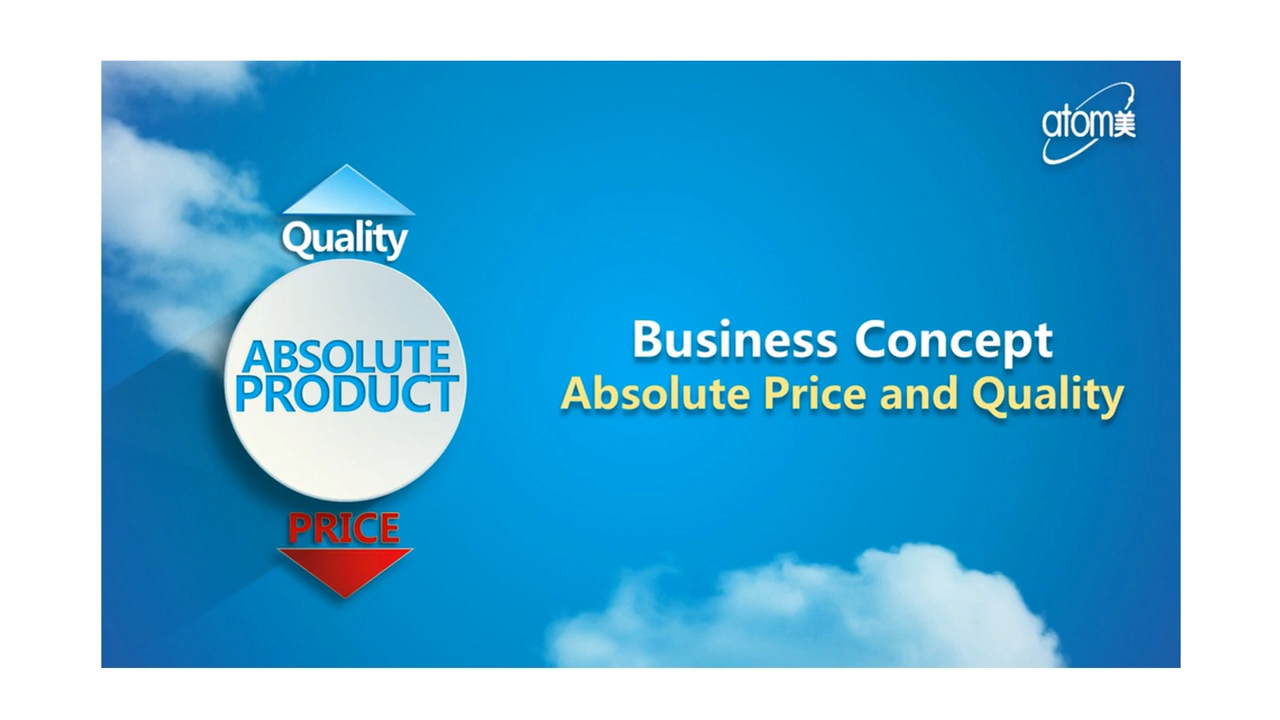 atom美
Quality
ABSOLUTE
PRODUCT
PRICE
Business Concept
Absolute Price and Quality